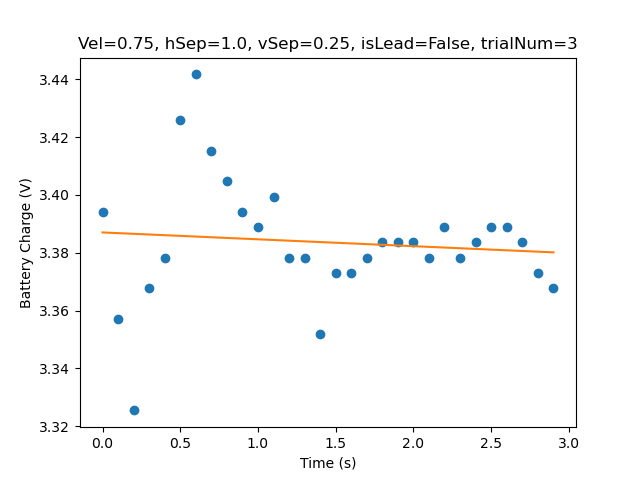 Vel=0.75, hSep=1.0, vSep=0.25, isLead=False, trialNum=3
3.44
3.42
3.40
3.38
3.36
3.34
3.32
Battery Charge (V)
0.0 0.5 1.0 1.5 2.0 2.5 3.0
Time (s)